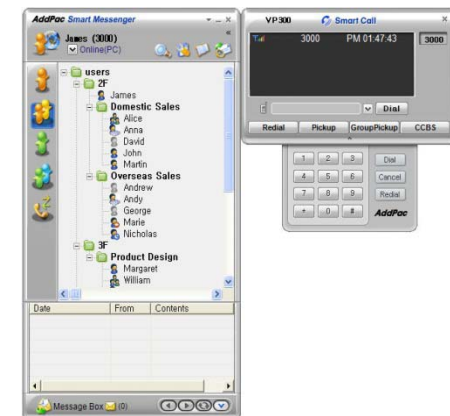 AddPac Smart Messenger
James (3000)
Online(PC)
users
2F
James
Domestic Sales
Alice
Anna
David
John
Martin
Overseas Sales
Andrew
Andy
George
Marie
Nicholas
3F
Product Design
Margaret
William
Date From Contents
Message Box (0)
VP300 Smart Call
3000 PM 01:47:43 3000
Dial
Redial Pickup GroupPickup CCBS
1 2 3 Dial
4 5 6 Cancel
7 8 9 Redial
* 0 # AddPac